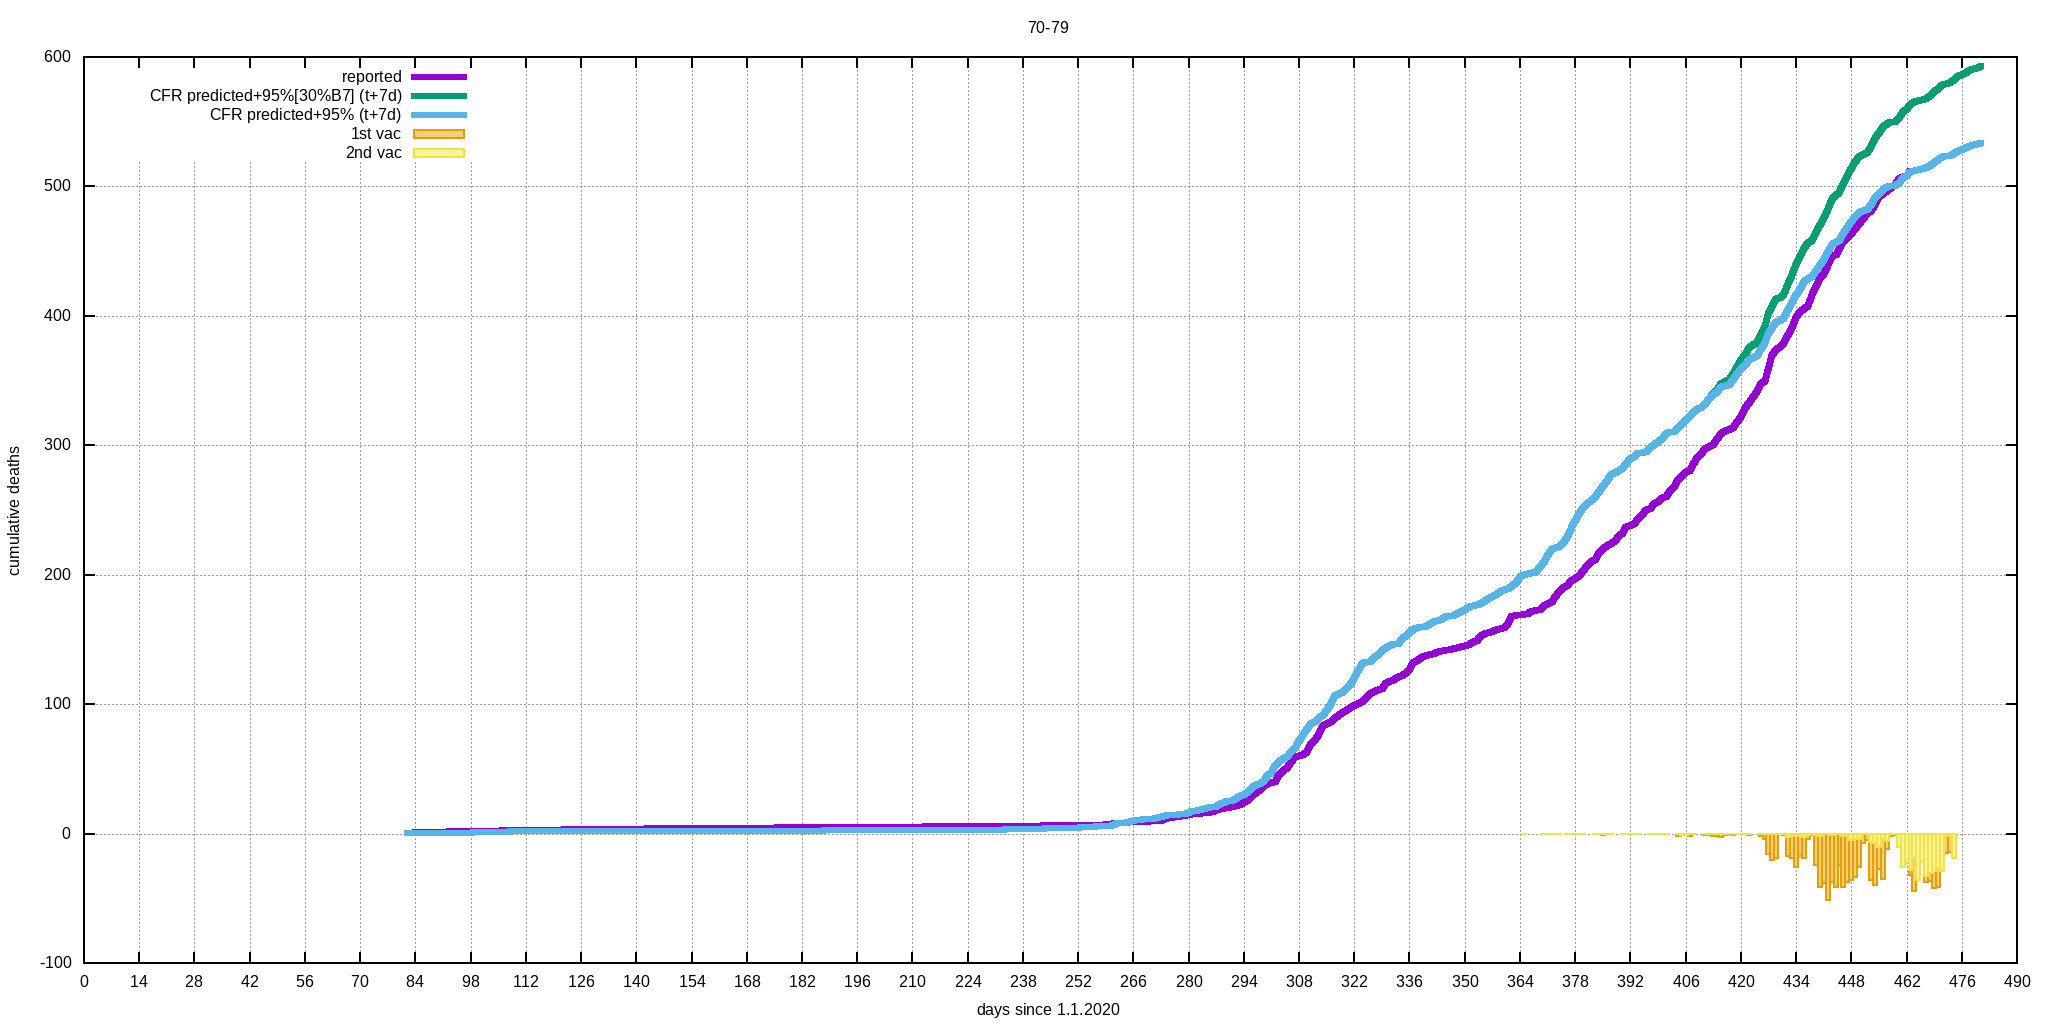 70-79
600
500
400
300
200
100
0
-100
cumulative deaths
reported
CFR predicted+95%[30%B7] (t+7d)
CFR predicted+95% (t+7d)
1st vac
2nd vac
0 14 28 42 56 70 84 98 112 126 140 154 168 182 196 210 224 238 252 266 280 294 308 322 336 350 364 378 392 406 420 434 448 462 476 490
days since 1.1.2020